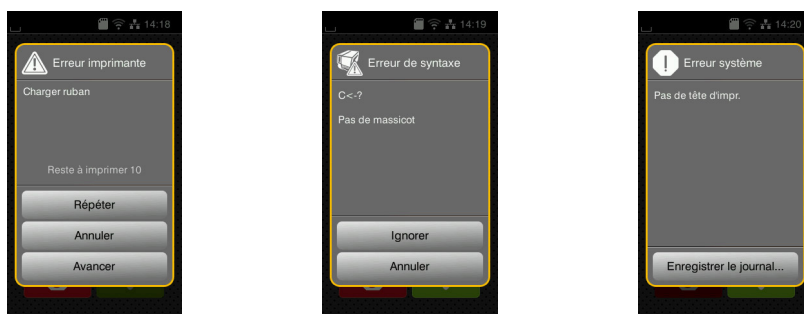 14:18
Erreur imprimante
Charger ruban
Reste à imprimer 10
Répéter
Annuler
Avancer
14:19
Erreur de syntaxe
C<-?
Pas de massicot
Ignorer
Annuler
14:20
Erreur système
Pas de tête d'impr.
Enregistrer le journal...